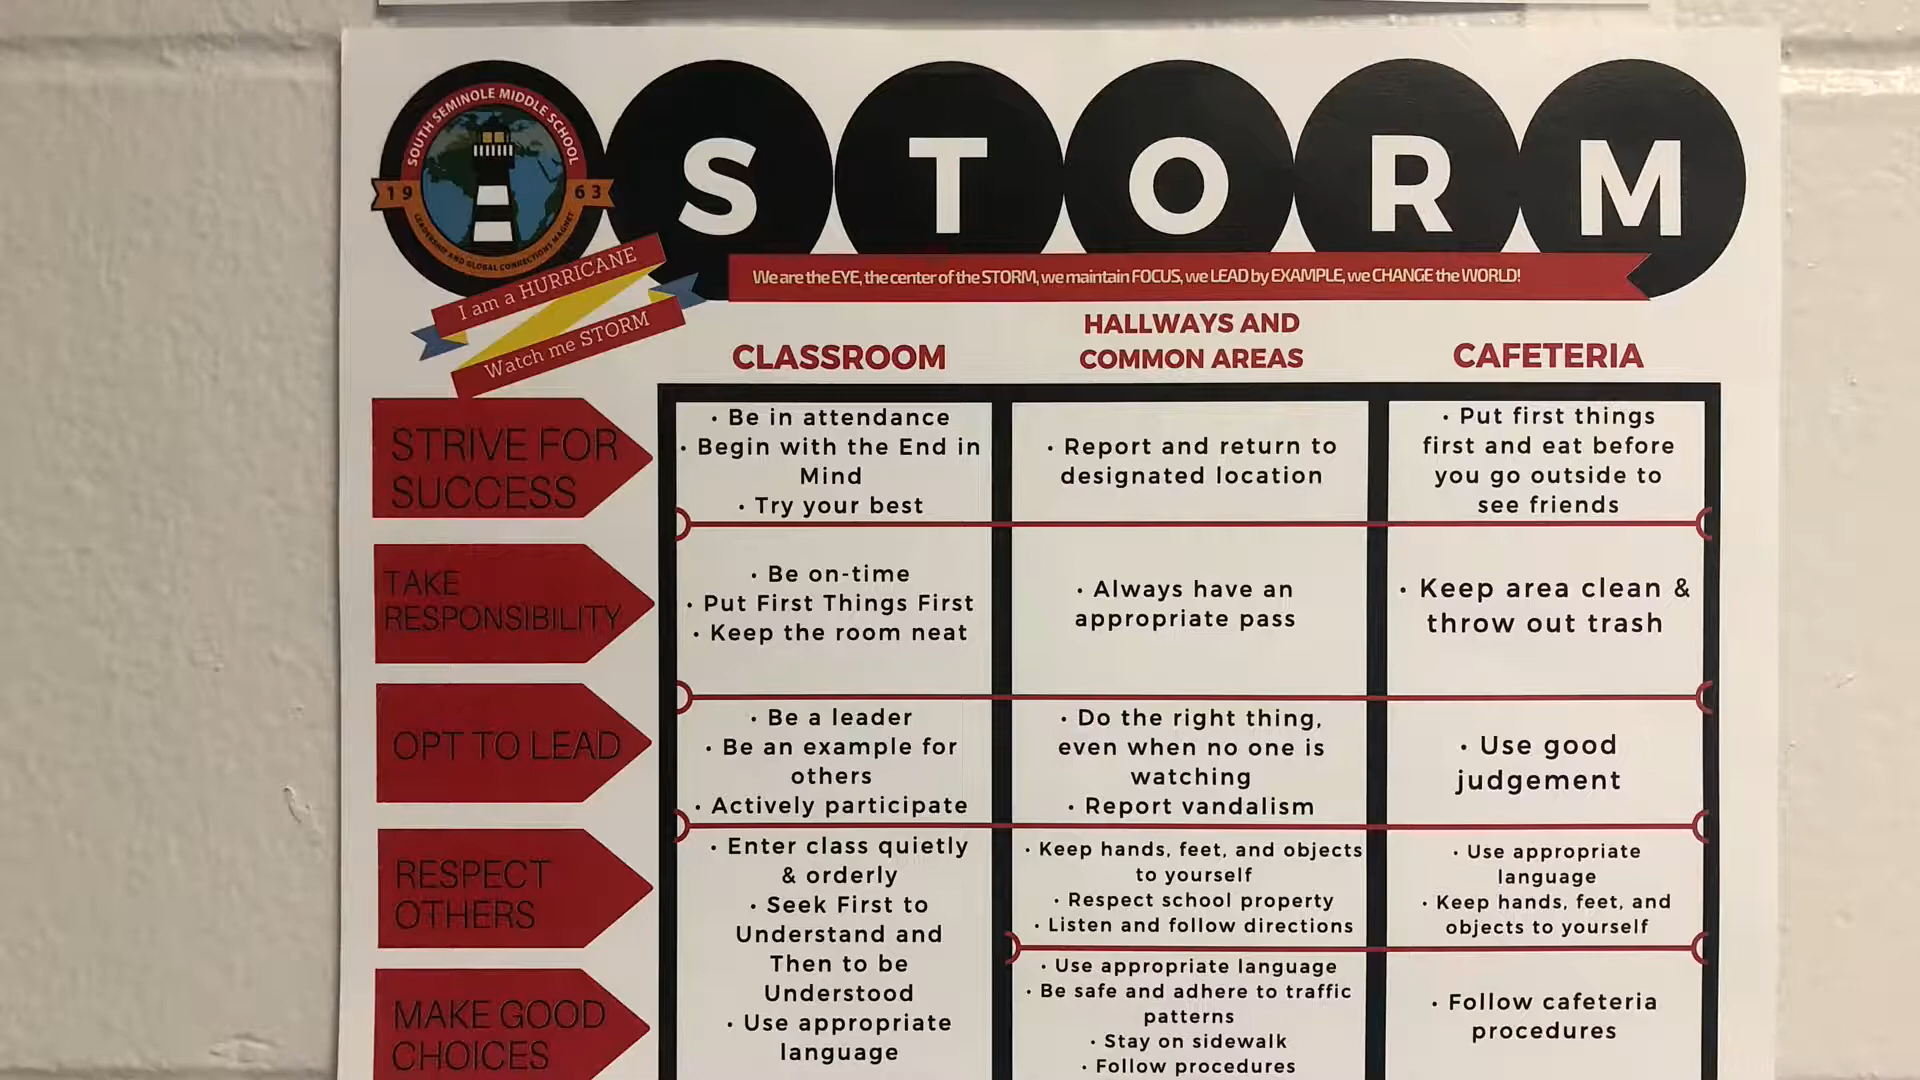 SOUTH SEMINOLE MIDDLE SCHOOL
19 63
LEADERSHIP AND GLOBAL CONNECTIONS MAGNET
STORM
I am a HURRICANE
Watch me STORM
We are the EYE, the center of the STORM, we maintain FOCUS, we LEAD by EXAMPLE, we CHANGE the WORLD!
CLASSROOM
HALLWAYS AND
COMMON AREAS
CAFETERIA
STRIVE FOR
SUCCESS
• Be in attendance
• Begin with the End in
Mind
• Try your best
• Report and return to
designated location
• Put first things
first and eat before
you go outside to
see friends
TAKE
RESPONSIBILITY
• Be on-time
• Put First Things First
• Keep the room neat
• Always have an
appropriate pass
• Keep area clean &
throw out trash
OPT TO LEAD
• Be a leader
• Be an example for
others
• Actively participate
• Do the right thing,
even when no one is
watching
• Report vandalism
• Use good
judgement
RESPECT
OTHERS
• Enter class quietly
& orderly
• Seek First to
Understand and
Then to be
Understood
• Use appropriate
language
• Keep hands, feet, and objects
to yourself
• Respect school property
• Listen and follow directions
• Use appropriate
language
• Keep hands, feet, and
objects to yourself
MAKE GOOD
CHOICES
• Use appropriate language
• Be safe and adhere to traffic
patterns
• Stay on sidewalk
• Follow procedures
• Follow cafeteria
procedures